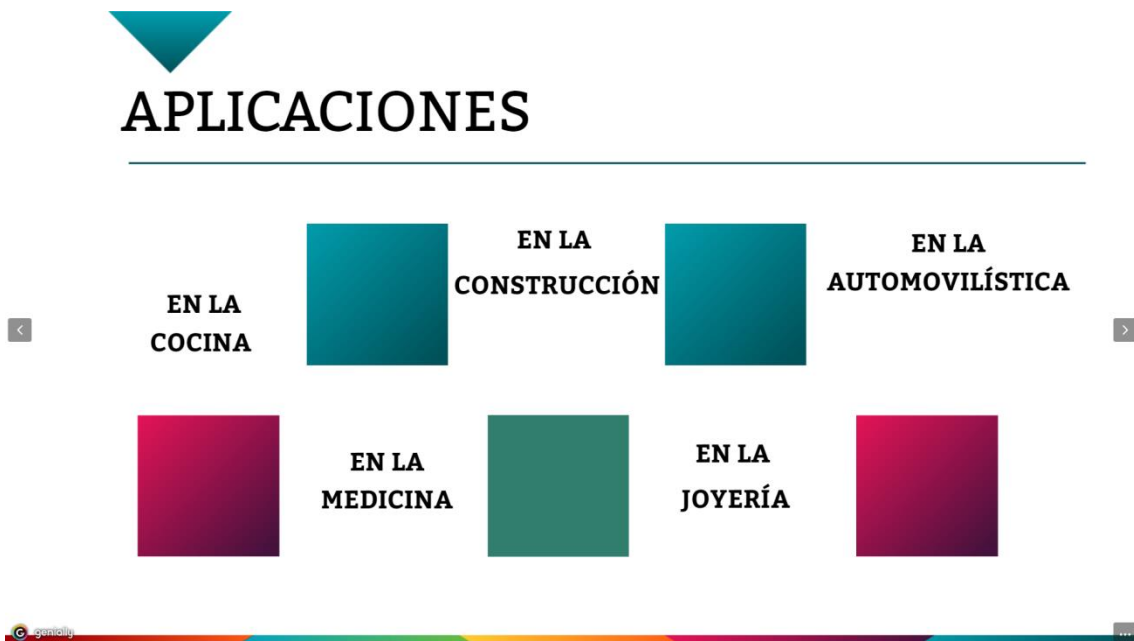 APLICACIONES
EN LA
COCINA
EN LA
CONSTRUCCIÓN
EN LA
AUTOMOVILÍSTICA
EN LA
MEDICINA
EN LA
JOYERÍA
genially